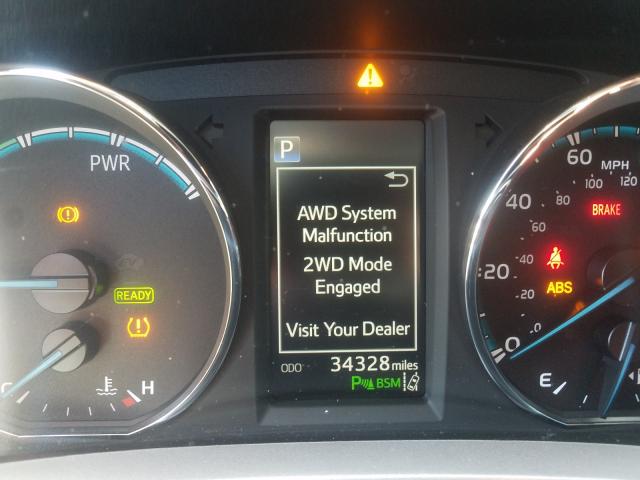 PWR
READY
C
H
P
AWD System
Malfunction
2WD Mode
Engaged
Visit Your Dealer
ODO 34328 miles
P BSM
60 MPH
120
100
80
40
BRAKE
60
40
ABS
20
20
0
0
E